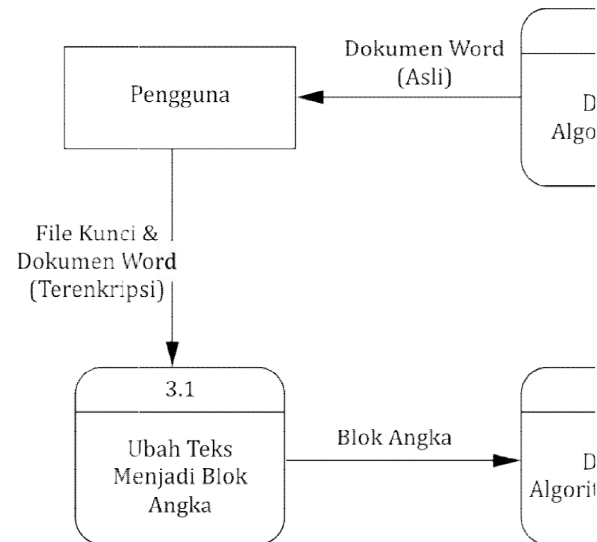 Dokumen Word
(Asli)
Pengguna
File Kunci &
Dokumen Word
(Terenkripsi)
3.1
Ubah Teks
Menjadi Blok
Angka
Blok Angka